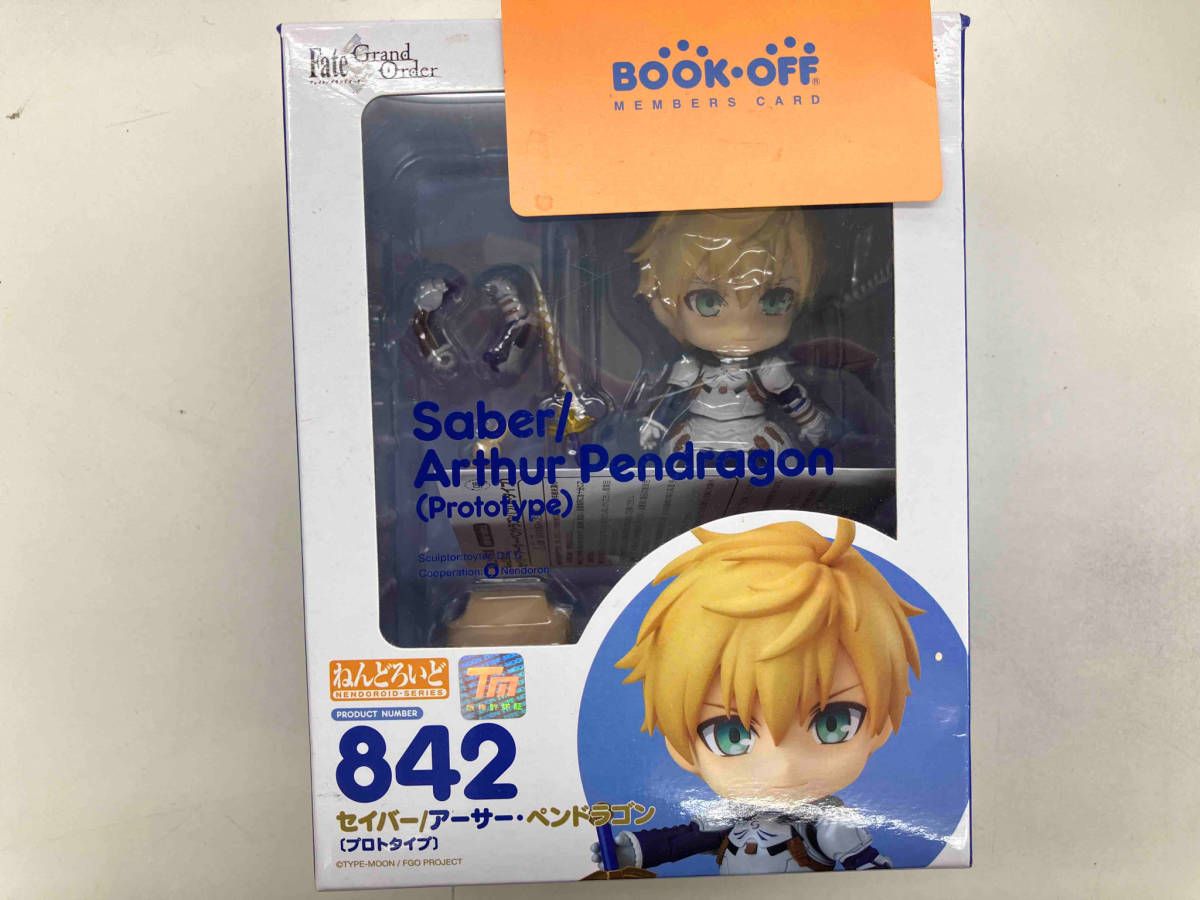 Fate
Grand
Order
BOOK・OFF®
MEMBERS CARD
Saber/
Arthur Pendragon
(Prototype)
Cooperation: Nendoron
ねんどろいど
NENDOROID・SERIES
PRODUCT NUMBER
TM
842
セイバー/アーサー・ペンドラゴン
〔プロトタイプ〕
©TYPE-MOON / FGO PROJECT